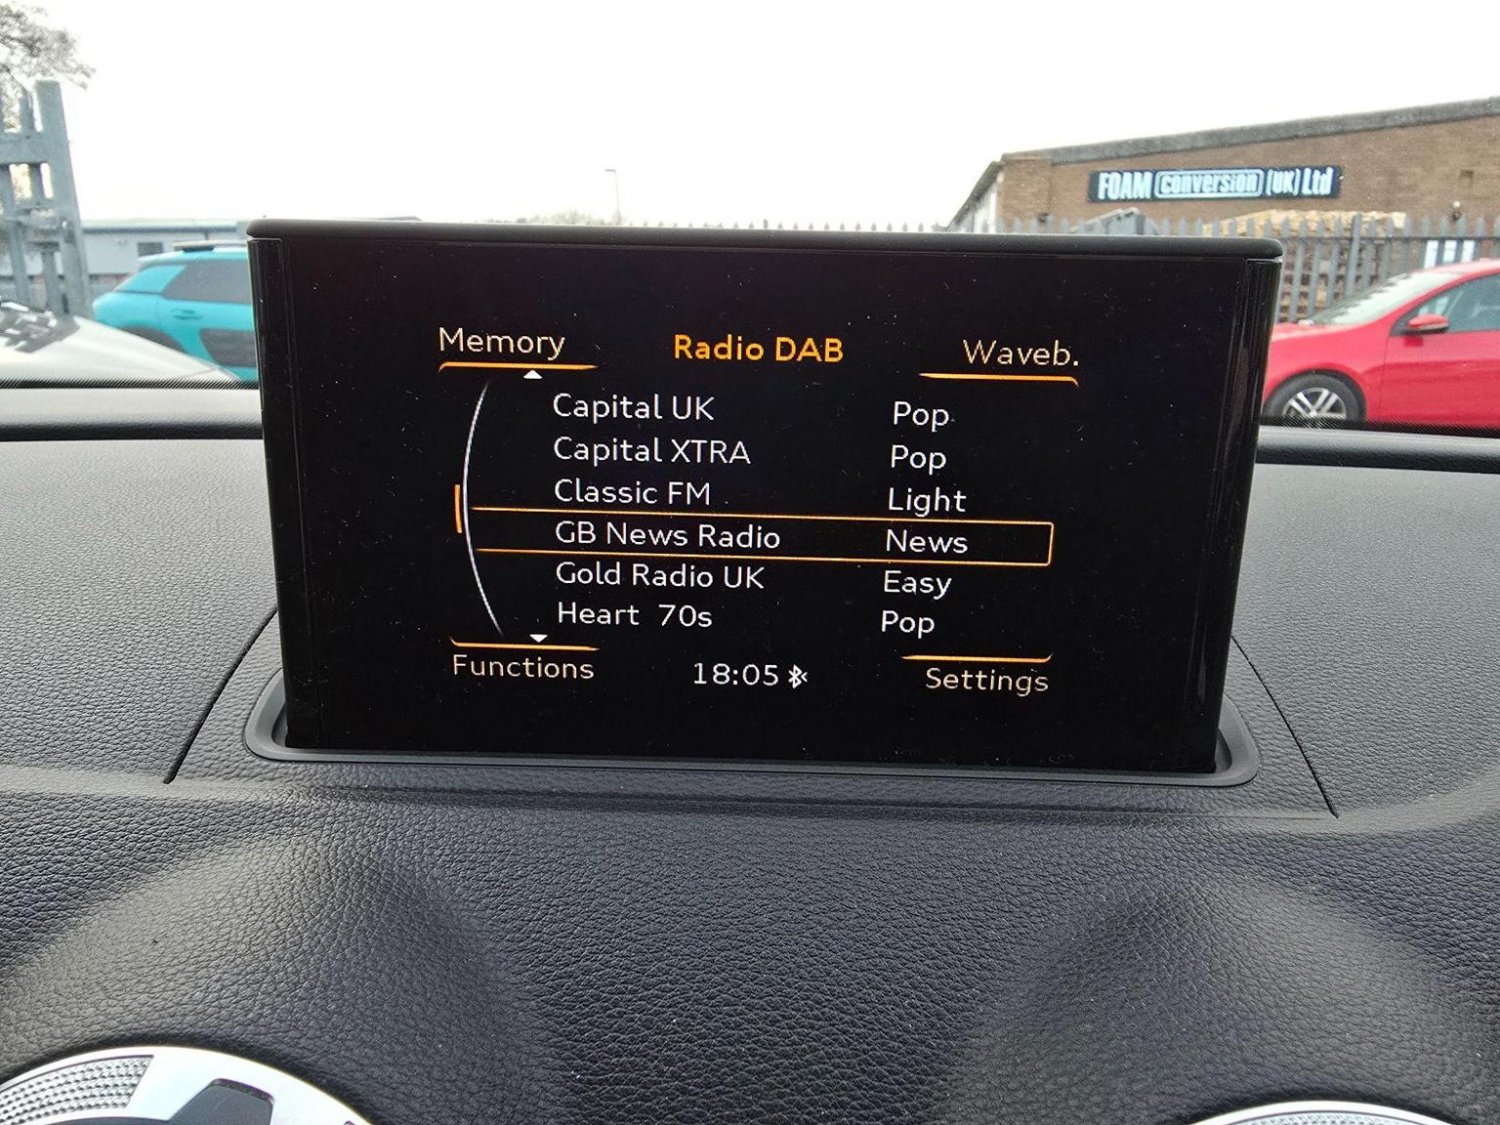 FOAM conversion (UK) Ltd
Memory Radio DAB Waveb.
Capital UK Pop
Capital XTRA Pop
Classic FM Light
GB News Radio News
Gold Radio UK Easy
Heart 70s Pop
Functions 18:05 Settings